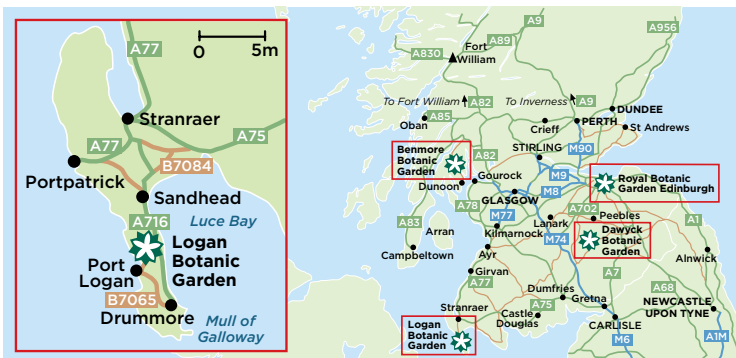 A77
0 5m
Stranraer
A77
A75
B7084
Portpatrick
Sandhead
Luce Bay
A716
Logan
Botanic
Garden
Port
Logan
B7065
Drummore
Mull of
Galloway
A9
A956
A89
A830
Fort
William
To Fort William
A82
To Inverness
A9
A85
Oban
DUNDEE
PERTH
Crieff
St Andrews
Benmore
Botanic
Garden
A82
STIRLING
M90
M9
Royal Botanic
Garden Edinburgh
Dunoon
Gourock
M8
GLASGOW
A78
M77
A702
Peebles
A83
Arran
Kilmarnock
Lanark
M74
Dawyck
Botanic
Garden
A1
Campbeltown
Ayr
Alnwick
Girvan
A77
A7
A68
Dumfries
Stranraer
Castle
Douglas
A75
Gretna
NEWCASTLE
UPON TYNE
Logan
Botanic
Garden
CARLISLE
M6
A1M